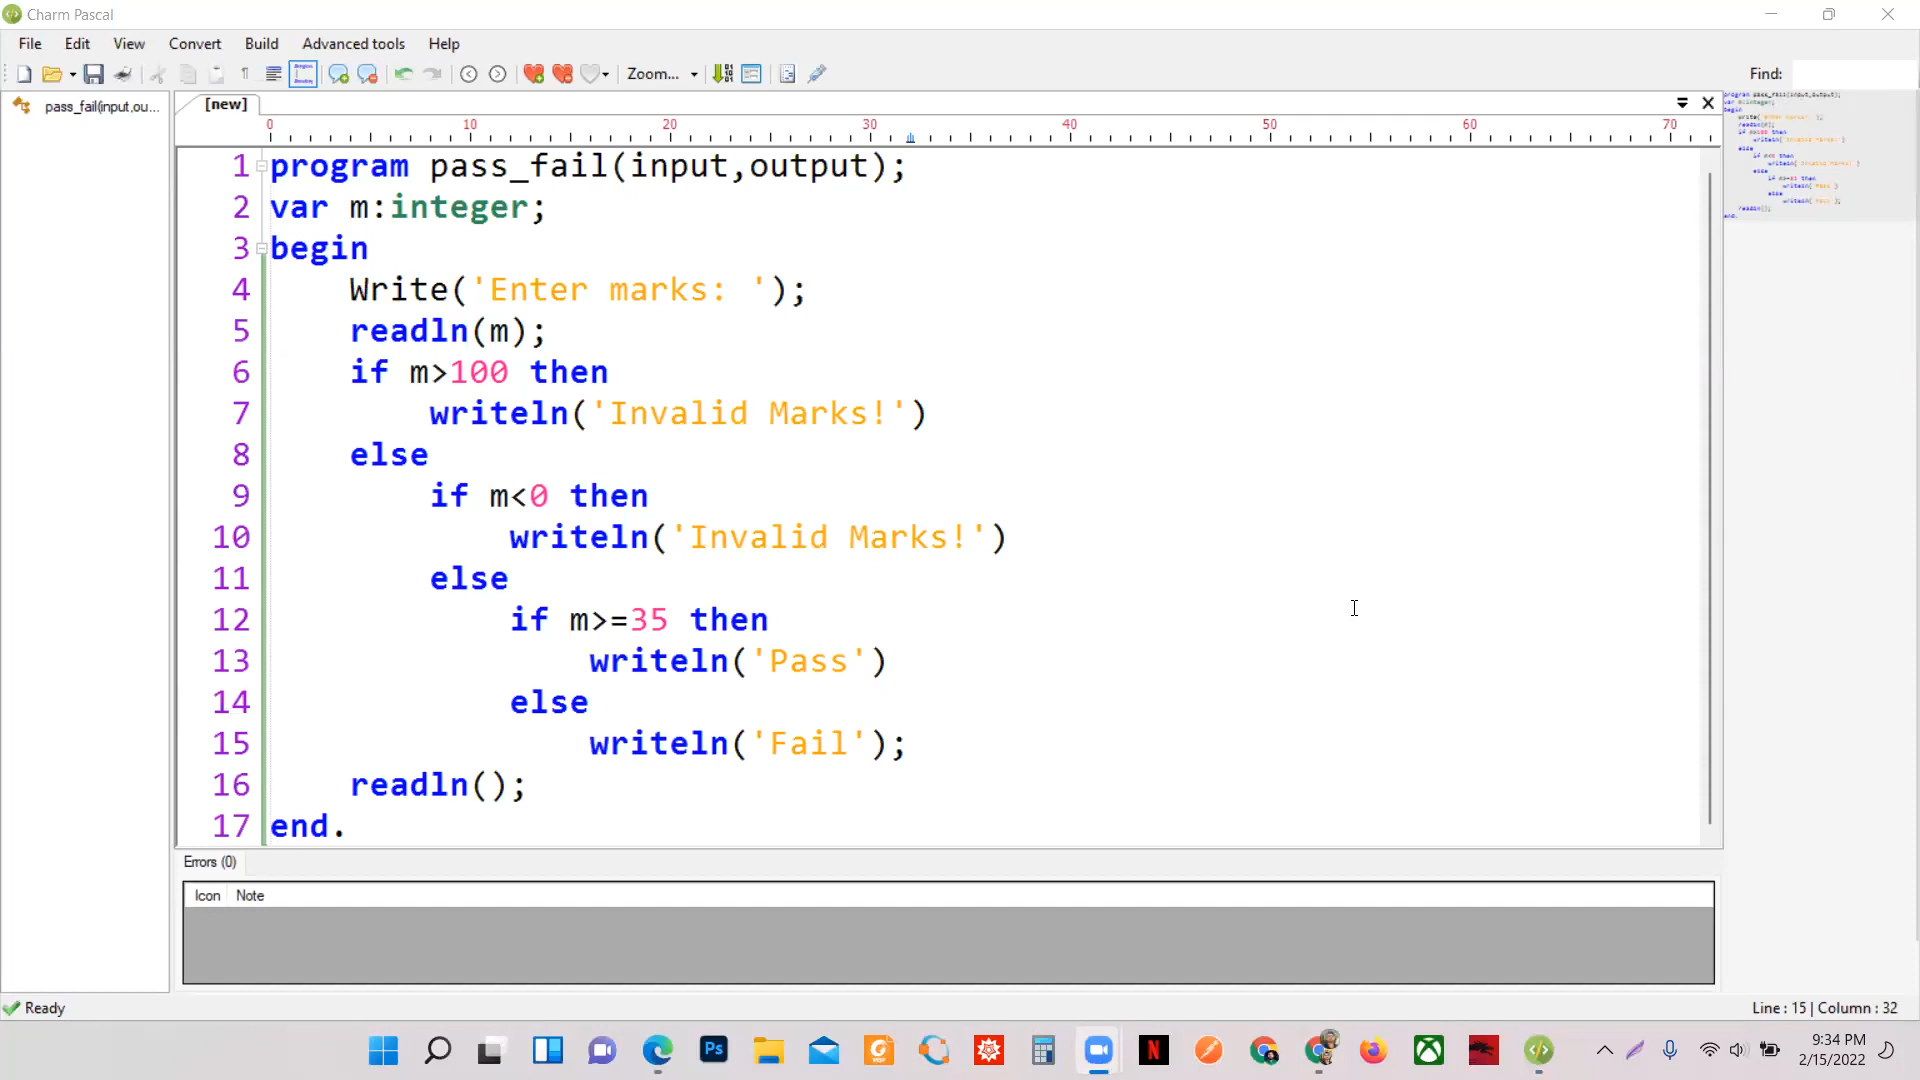 Charm Pascal
File Edit View Convert Build Advanced tools Help
Zoom...
Find:
pass_fail(input,ou...
[new]
0 10 20 30 40 50 60 70
1 program pass_fail(input,output);
2 var m:integer;
3 begin
4 Write('Enter marks: ');
5 readln(m);
6 if m>100 then
7 writeln('Invalid Marks!')
8 else
9 if m<0 then
10 writeln('Invalid Marks!')
11 else
12 if m>=35 then
13 writeln('Pass')
14 else
15 writeln('Fail');
16 readln();
17 end.
Errors (0)
Icon Note
Ready
Line : 15 | Column : 32
Ps
N
9:34 PM
2/15/2022